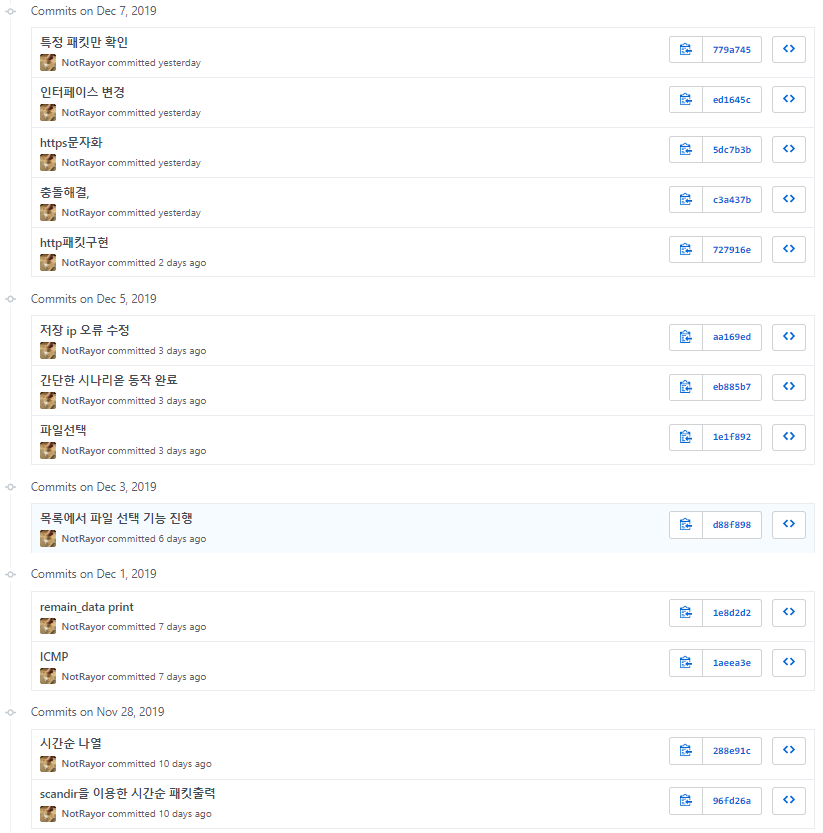 Commits on Dec 7, 2019
특정 패킷만 확인
NotRayor committed yesterday
779a745
인터페이스 변경
NotRayor committed yesterday
ed1645c
https문자화
NotRayor committed yesterday
5dc7b3b
충돌해결,
NotRayor committed yesterday
c3a437b
http패킷구현
NotRayor committed 2 days ago
727916e
Commits on Dec 5, 2019
저장 ip 오류 수정
NotRayor committed 3 days ago
aa169ed
간단한 시나리온 동작 완료
NotRayor committed 3 days ago
eb885b7
파일선택
NotRayor committed 3 days ago
1e1f892
Commits on Dec 3, 2019
목록에서 파일 선택 기능 진행
NotRayor committed 6 days ago
d88f898
Commits on Dec 1, 2019
remain_data print
NotRayor committed 7 days ago
1e8d2d2
ICMP
NotRayor committed 7 days ago
1aeea3e
Commits on Nov 28, 2019
시간순 나열
NotRayor committed 10 days ago
288e91c
scandir을 이용한 시간순 패킷출력
NotRayor committed 10 days ago
96fd26a